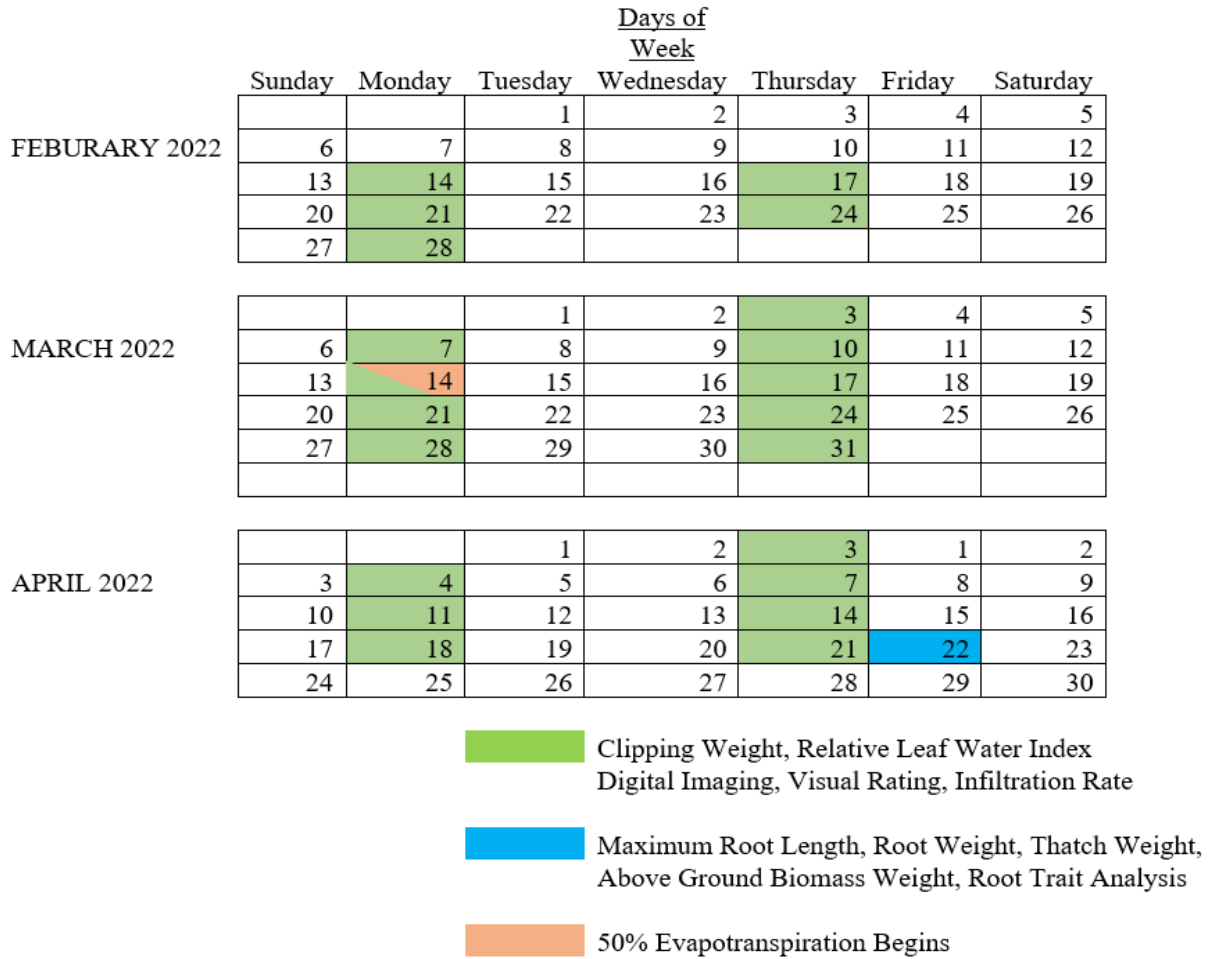 Days of
Week
Sunday Monday Tuesday Wednesday Thursday Friday Saturday
1 2 3 4 5
FEBURARY 2022 6 7 8 9 10 11 12
13 14 15 16 17 18 19
20 21 22 23 24 25 26
27 28
1 2 3 4 5
MARCH 2022 6 7 8 9 10 11 12
13 14 15 16 17 18 19
20 21 22 23 24 25 26
27 28 29 30 31
1 2 3 1 2
APRIL 2022 3 4 5 6 7 8 9
10 11 12 13 14 15 16
17 18 19 20 21 22 23
24 25 26 27 28 29 30
Clipping Weight, Relative Leaf Water Index
Digital Imaging, Visual Rating, Infiltration Rate
Maximum Root Length, Root Weight, Thatch Weight,
Above Ground Biomass Weight, Root Trait Analysis
50% Evapotranspiration Begins